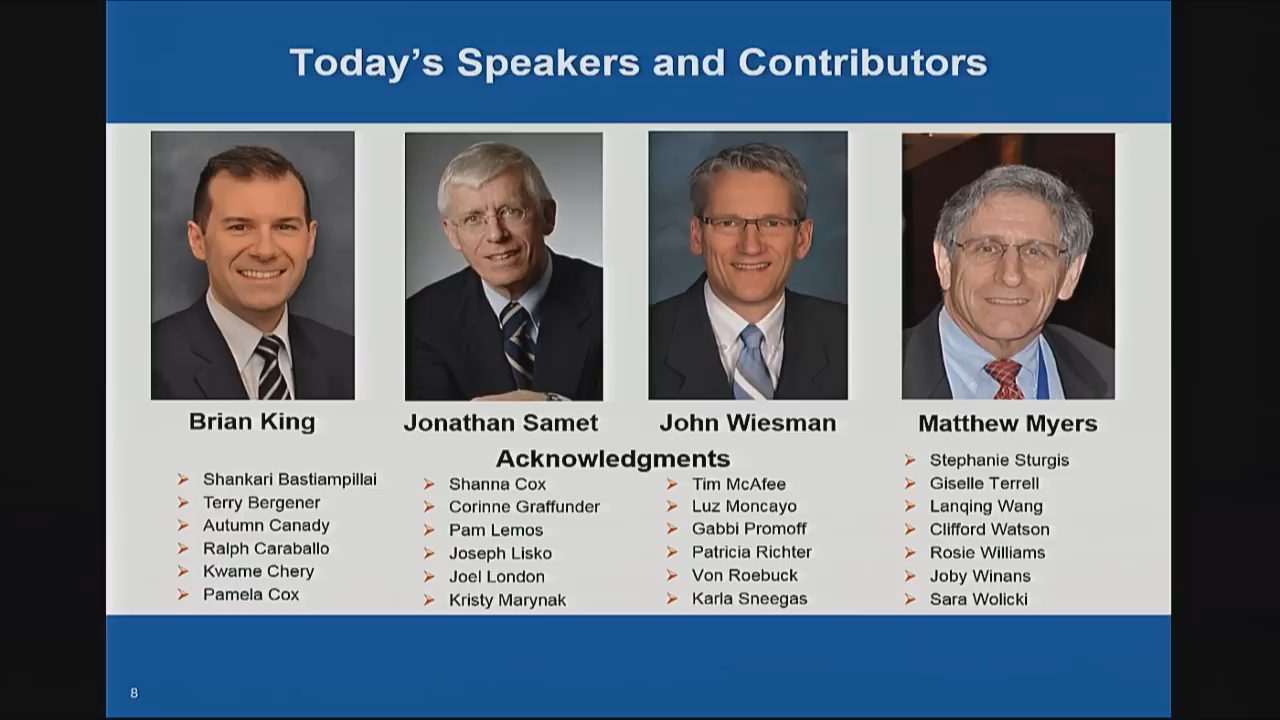 Today's Speakers and Contributors
Brian King
Jonathan Samet
John Wiesman
Matthew Myers
Acknowledgments
Shankari Bastiampillai
Terry Bergener
Autumn Canady
Ralph Caraballo
Kwame Chery
Pamela Cox
Shanna Cox
Corinne Graffunder
Pam Lemos
Joseph Lisko
Joel London
Kristy Marynak
Tim McAfee
Luz Moncayo
Gabbi Promoff
Patricia Richter
Von Roebuck
Karla Sneegas
Stephanie Sturgis
Giselle Terrell
Lanqing Wang
Clifford Watson
Rosie Williams
Joby Winans
Sara Wolicki
8